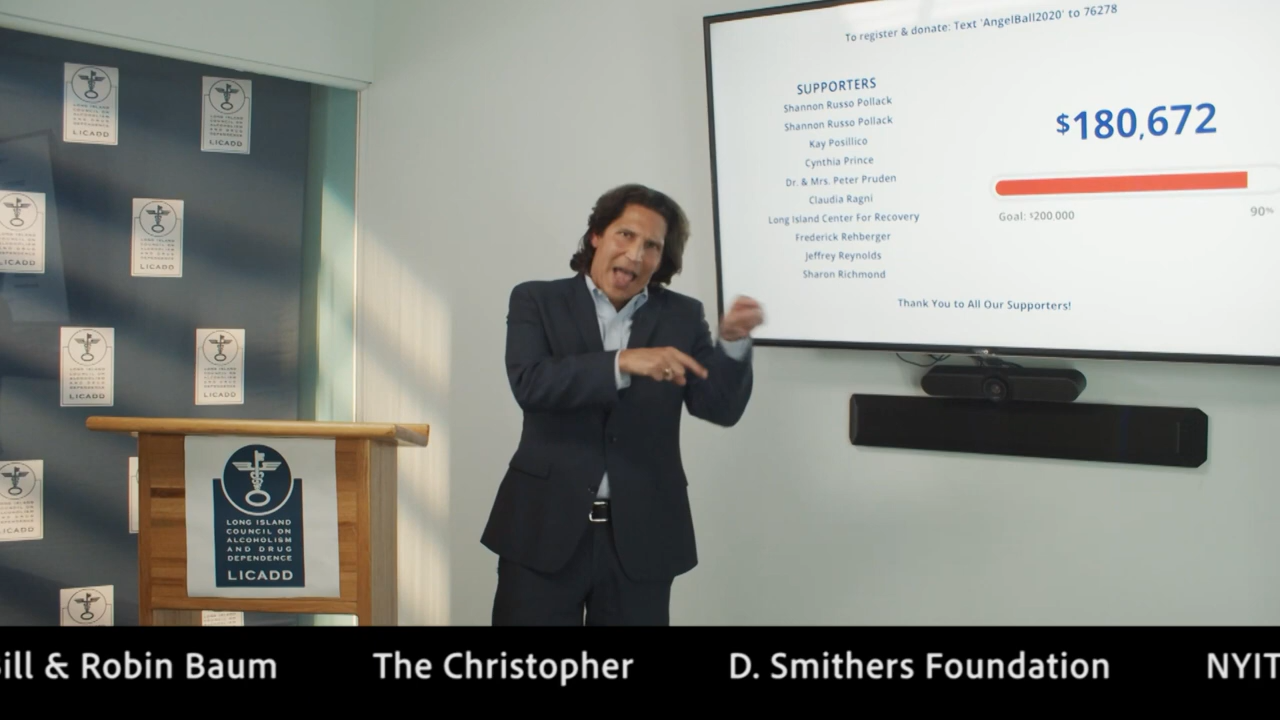 To register & donate: Text 'AngelBall2020' to 76278
SUPPORTERS
Shannon Russo Pollack
Shannon Russo Pollack
Kay Posillico
Cynthia Prince
Dr. & Mrs. Peter Pruden
Claudia Ragni
Long Island Center For Recovery
Frederick Rehberger
Jeffrey Reynolds
Sharon Richmond
$180,672
Goal: $200.000
90%
Thank You to All Our Supporters!
LICADD
LICADD
LICADD
LICADD
LICADD
LICADD
LICADD
LONG ISLAND
COUNCIL ON
ALCOHOLISM
AND DRUG
DEPENDENCE
LICADD
ill & Robin Baum The Christopher D. Smithers Foundation NYIT